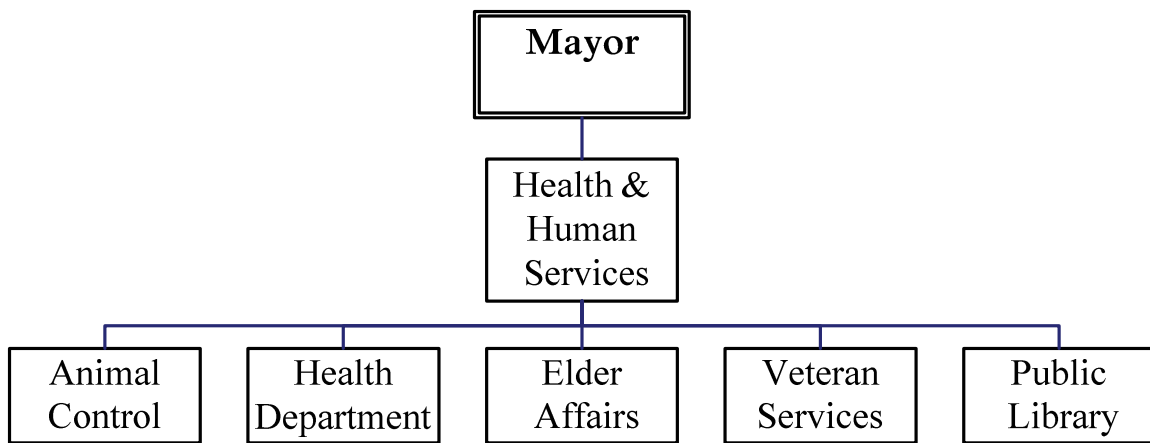 Mayor
Health &
Human
Services
Animal
Control
Health
Department
Elder
Affairs
Veteran
Services
Public
Library